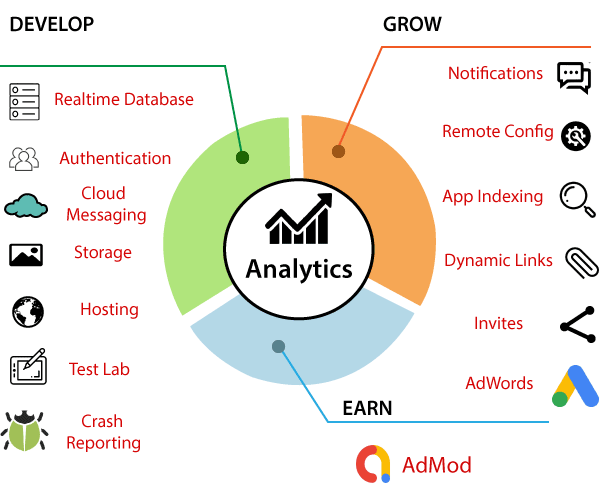 DEVELOP
Realtime Database
Authentication
Cloud
Messaging
Storage
Hosting
Test Lab
Crash
Reporting
GROW
Notifications
Remote Config
App Indexing
Dynamic Links
Invites
AdWords
Analytics
EARN
AdMod